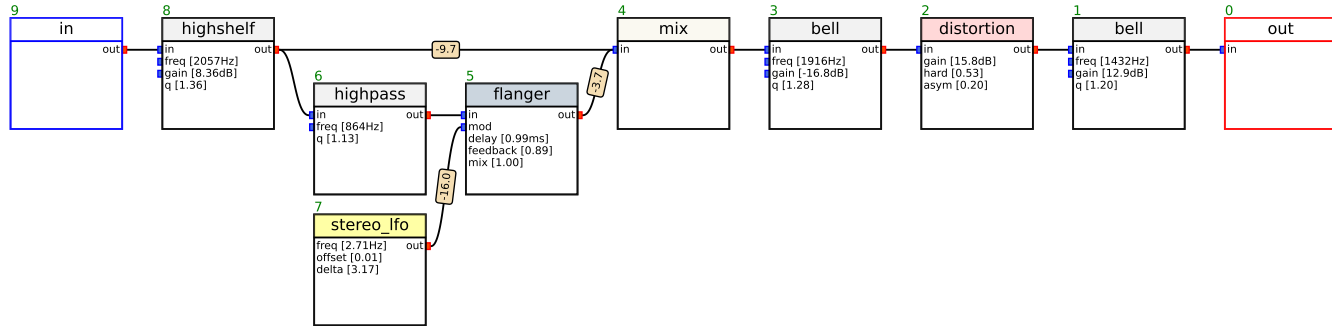 9
in
out
8
highshelf
in out
freq [2057Hz]
gain [8.36dB]
q [1.36]
-9.7
6
highpass
in out
freq [864Hz]
q [1.13]
7
stereo_lfo
freq [2.71Hz] out
offset [0.01]
delta [3.17]
-16.0
5
flanger
in out
mod
delay [0.99ms]
feedback [0.89]
mix [1.00]
-3.7
4
mix
in out
3
bell
in out
freq [1916Hz]
gain [-16.8dB]
q [1.28]
2
distortion
in out
gain [15.8dB]
hard [0.53]
asym [0.20]
1
bell
in out
freq [1432Hz]
gain [12.9dB]
q [1.20]
0
out
in